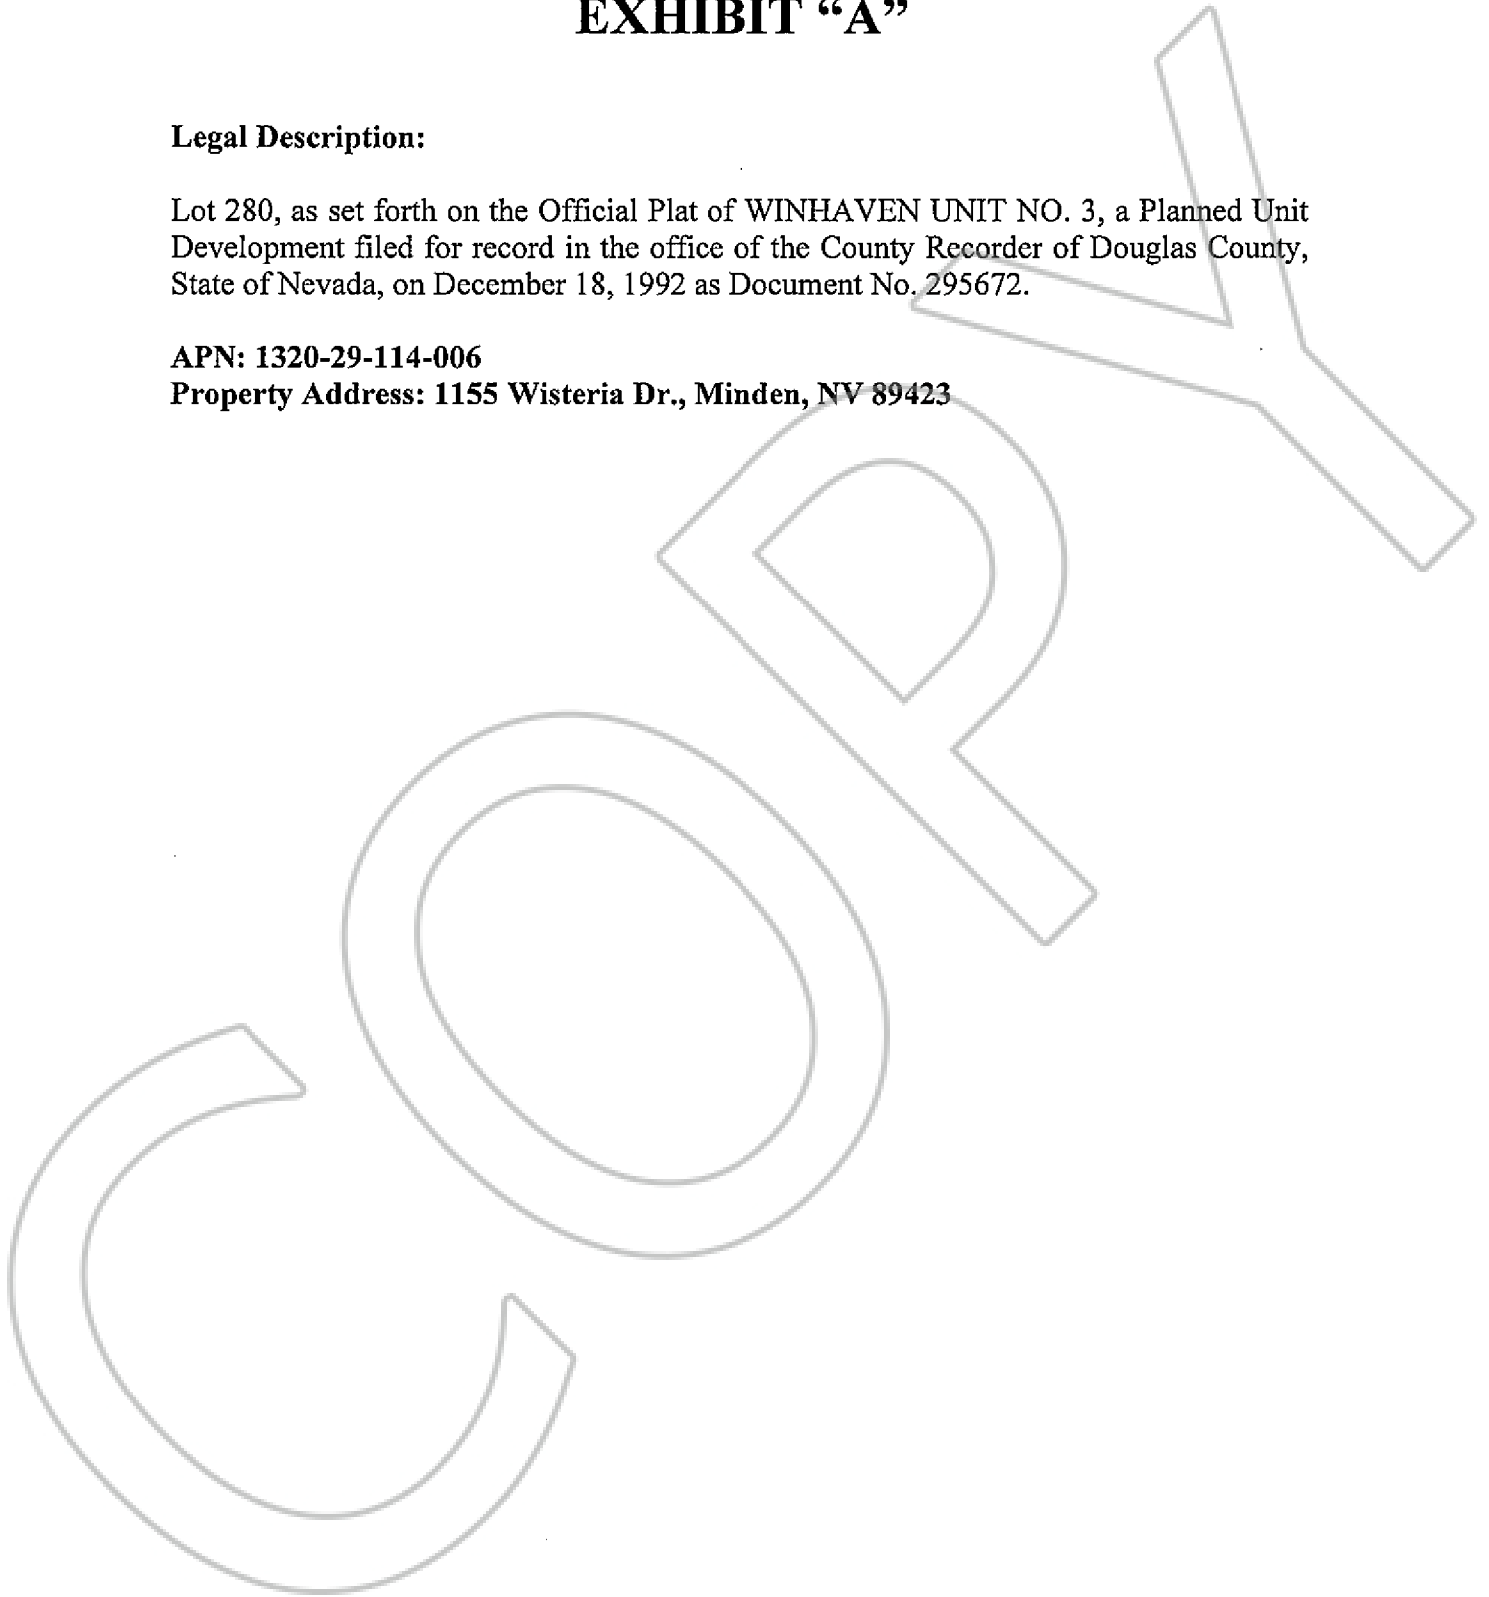 EXHIBIT “A”
Legal Description:
Lot 280, as set forth on the Official Plat of WINHAVEN UNIT NO. 3, a Planned Unit
Development filed for record in the office of the County Recorder of Douglas County,
State of Nevada, on December 18, 1992 as Document No. 295672.
APN: 1320-29-114-006
Property Address: 1155 Wisteria Dr., Minden, NV 89423
COPY